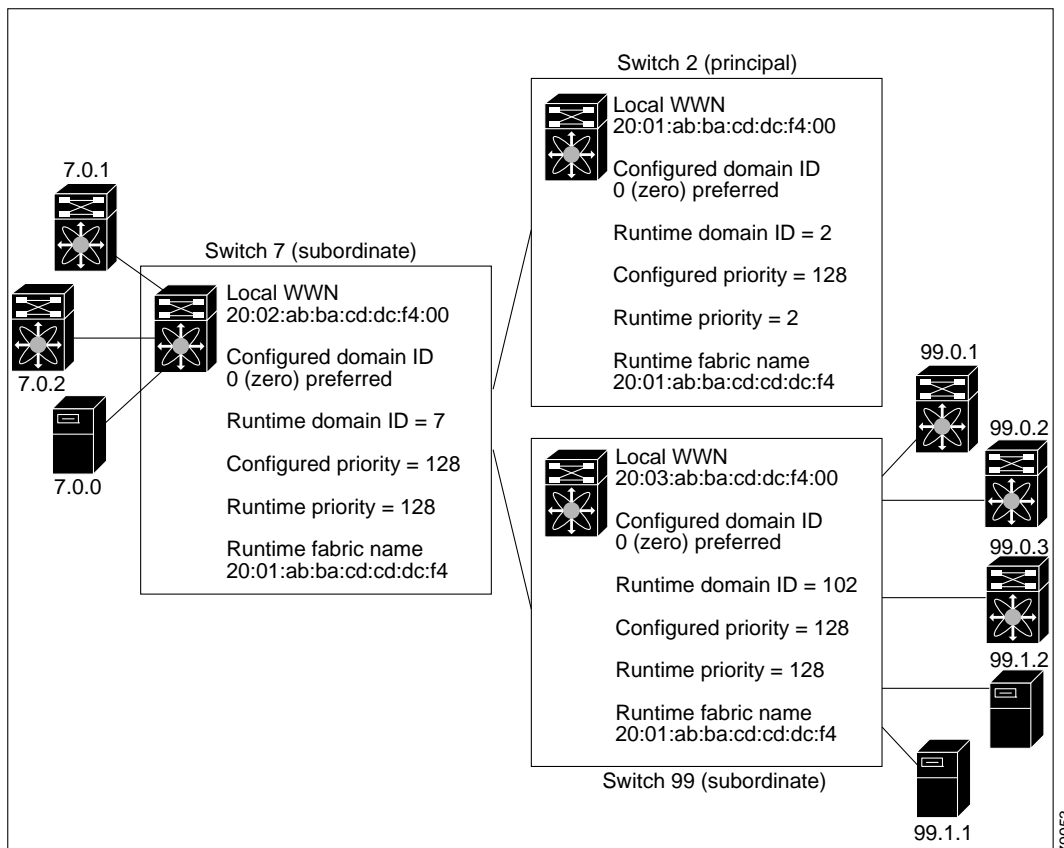 Switch 2 (principal)
Local WWN
20:01:ab:ba:cd:dc:f4:00
Configured domain ID
0 (zero) preferred
Runtime domain ID = 2
Configured priority = 128
Runtime priority = 2
Runtime fabric name
20:01:ab:ba:cd:cd:dc:f4
7.0.1
7.0.2
7.0.0
Switch 7 (subordinate)
Local WWN
20:02:ab:ba:cd:dc:f4:00
Configured domain ID
0 (zero) preferred
Runtime domain ID = 7
Configured priority = 128
Runtime priority = 128
Runtime fabric name
20:01:ab:ba:cd:cd:dc:f4
Local WWN
20:03:ab:ba:cd:dc:f4:00
Configured domain ID
0 (zero) preferred
Runtime domain ID = 102
Configured priority = 128
Runtime priority = 128
Runtime fabric name
20:01:ab:ba:cd:cd:dc:f4
Switch 99 (subordinate)
99.0.1
99.0.2
99.0.3
99.1.2
99.1.1